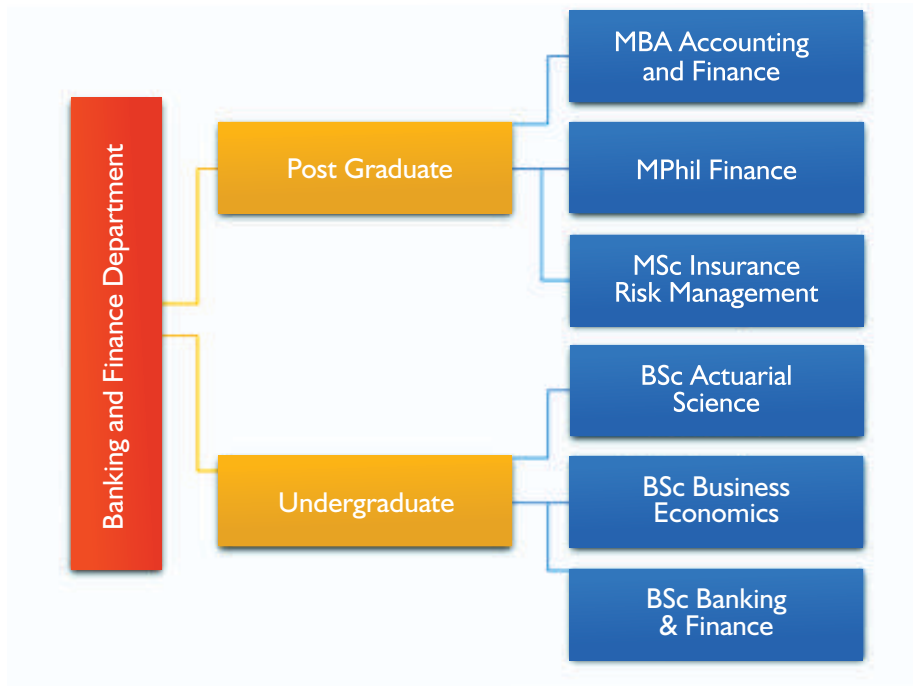 Banking and Finance Department
Post Graduate
MBA Accounting
and Finance
MPhil Finance
MSc Insurance
Risk Management
Undergraduate
BSc Actuarial
Science
BSc Business
Economics
BSc Banking
& Finance